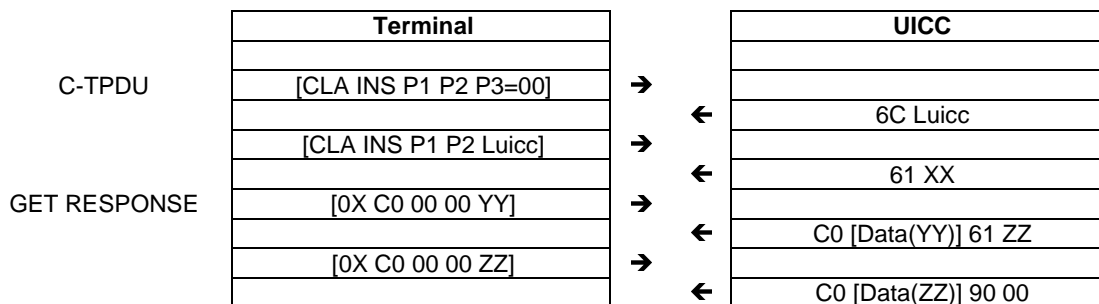 Terminal UICC
C-TPDU [CLA INS P1 P2 P3=00] ➔
🡸 6C Luicc
[CLA INS P1 P2 Luicc] ➔
🡸 61 XX
GET RESPONSE [0X C0 00 00 YY] ➔
🡸 C0 [Data(YY)] 61 ZZ
[0X C0 00 00 ZZ] ➔
🡸 C0 [Data(ZZ)] 90 00